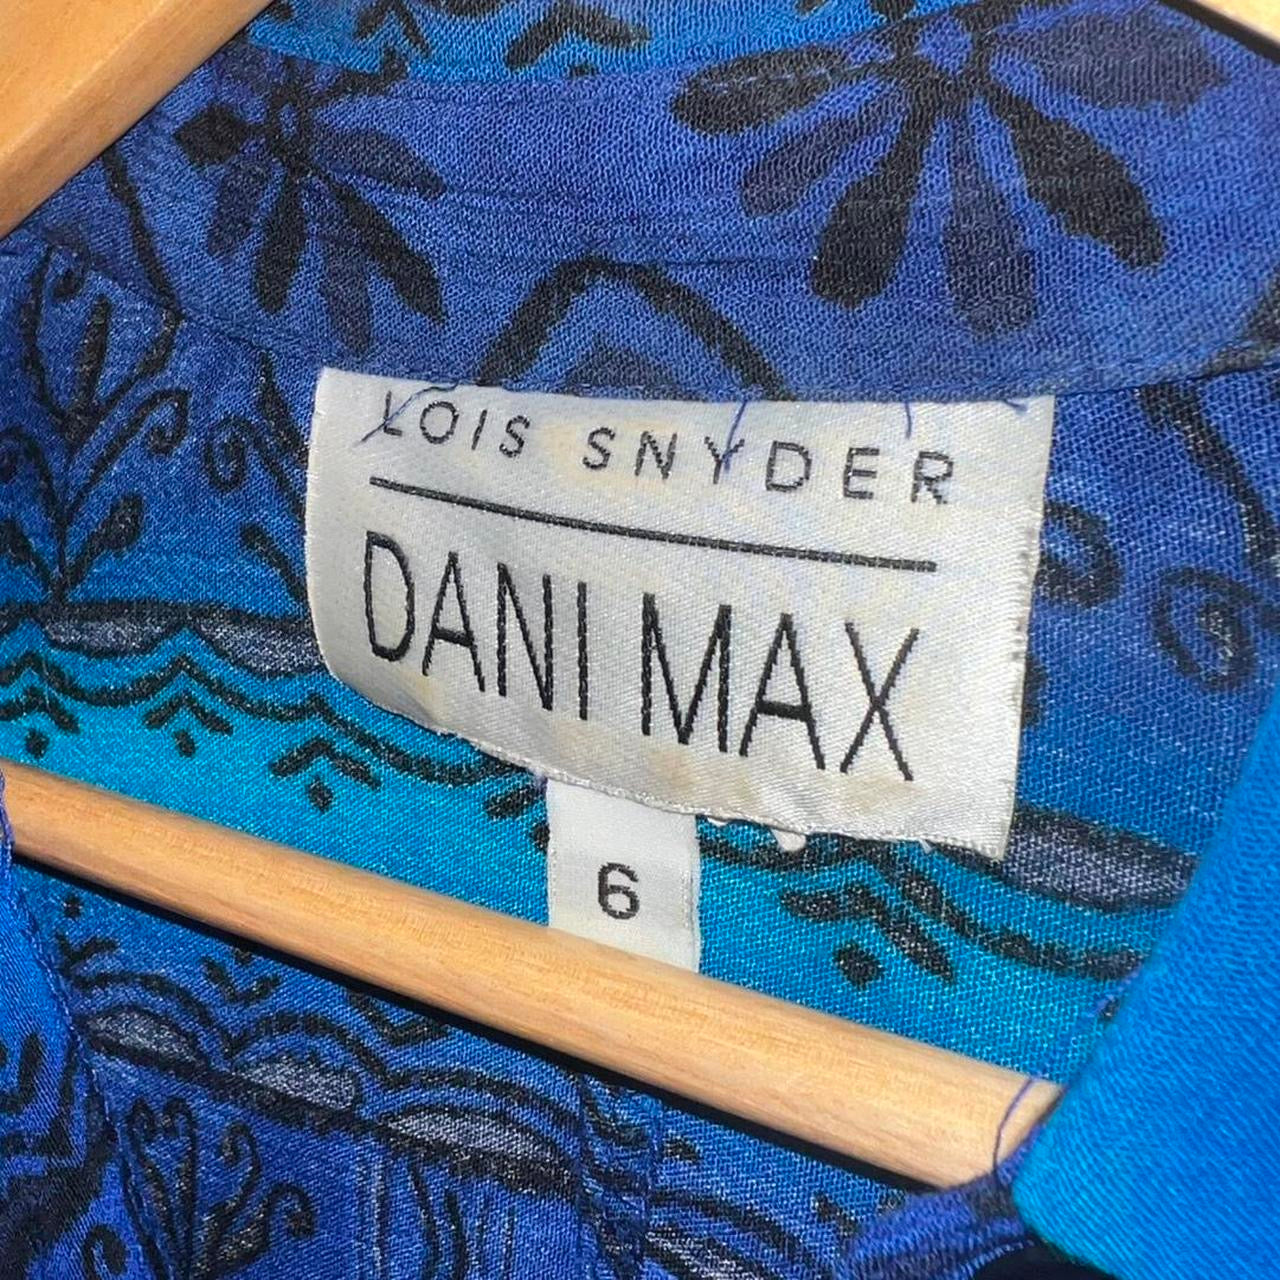 LOIS SNYDER
DANI MAX
6